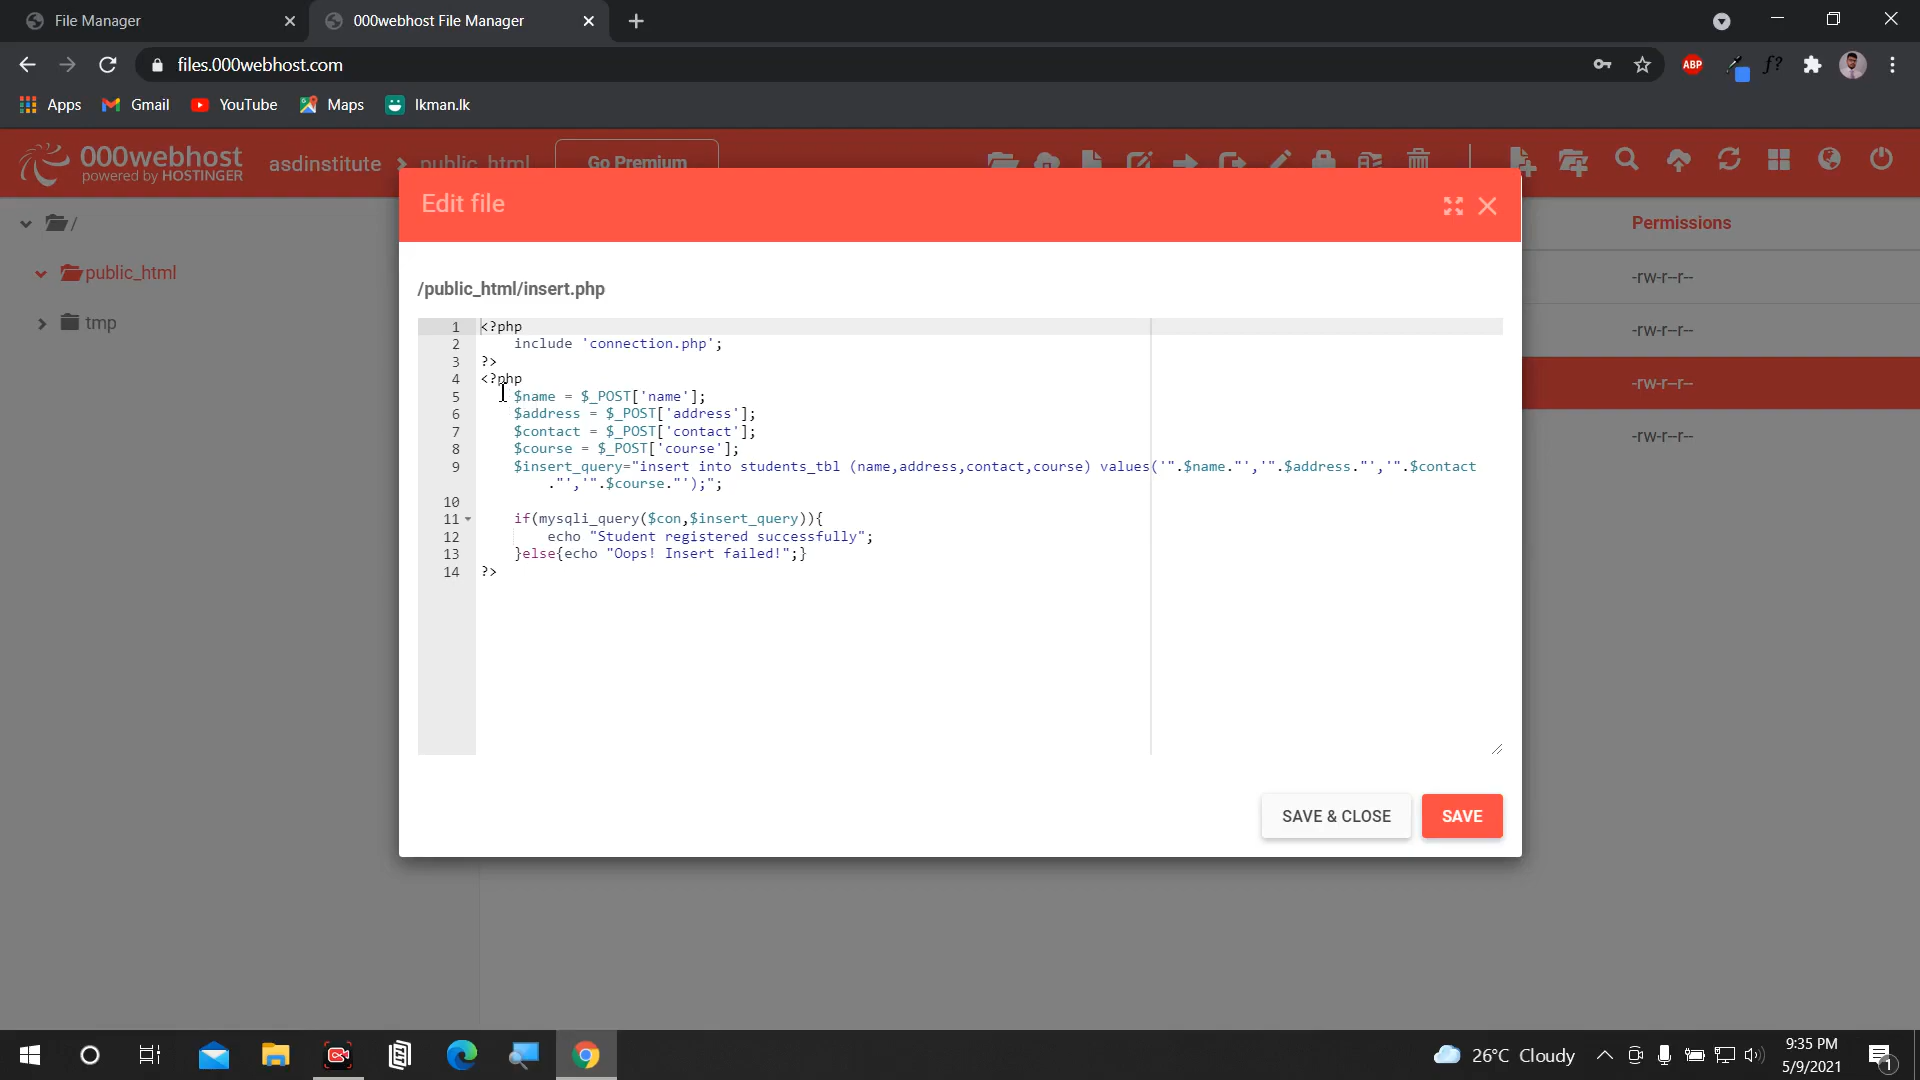 File Manager
000webhost File Manager
files.000webhost.com
ABP
f?
Apps
Gmail
YouTube
Maps
Ikman.lk
000webhost
powered by HOSTINGER
asdinstitute > public_html
Go Premium
Edit file
/
public_html
tmp
Permissions
-rw-r--r--
-rw-r--r--
-rw-r--r--
-rw-r--r--
/public_html/insert.php
1 <?php
2 include 'connection.php';
3 ?>
4 <?php
5 $name = $_POST['name'];
6 $address = $_POST['address'];
7 $contact = $_POST['contact'];
8 $course = $_POST['course'];
9 $insert_query="insert into students_tbl (name,address,contact,course) values('".$name."','".$address."','".$contact
."','".$course."');";
10
11 if(mysqli_query($con,$insert_query)){
12 echo "Student registered successfully";
13 }else{echo "Oops! Insert failed!";}
14 ?>
SAVE & CLOSE
SAVE
26°C Cloudy
9:35 PM
5/9/2021
1